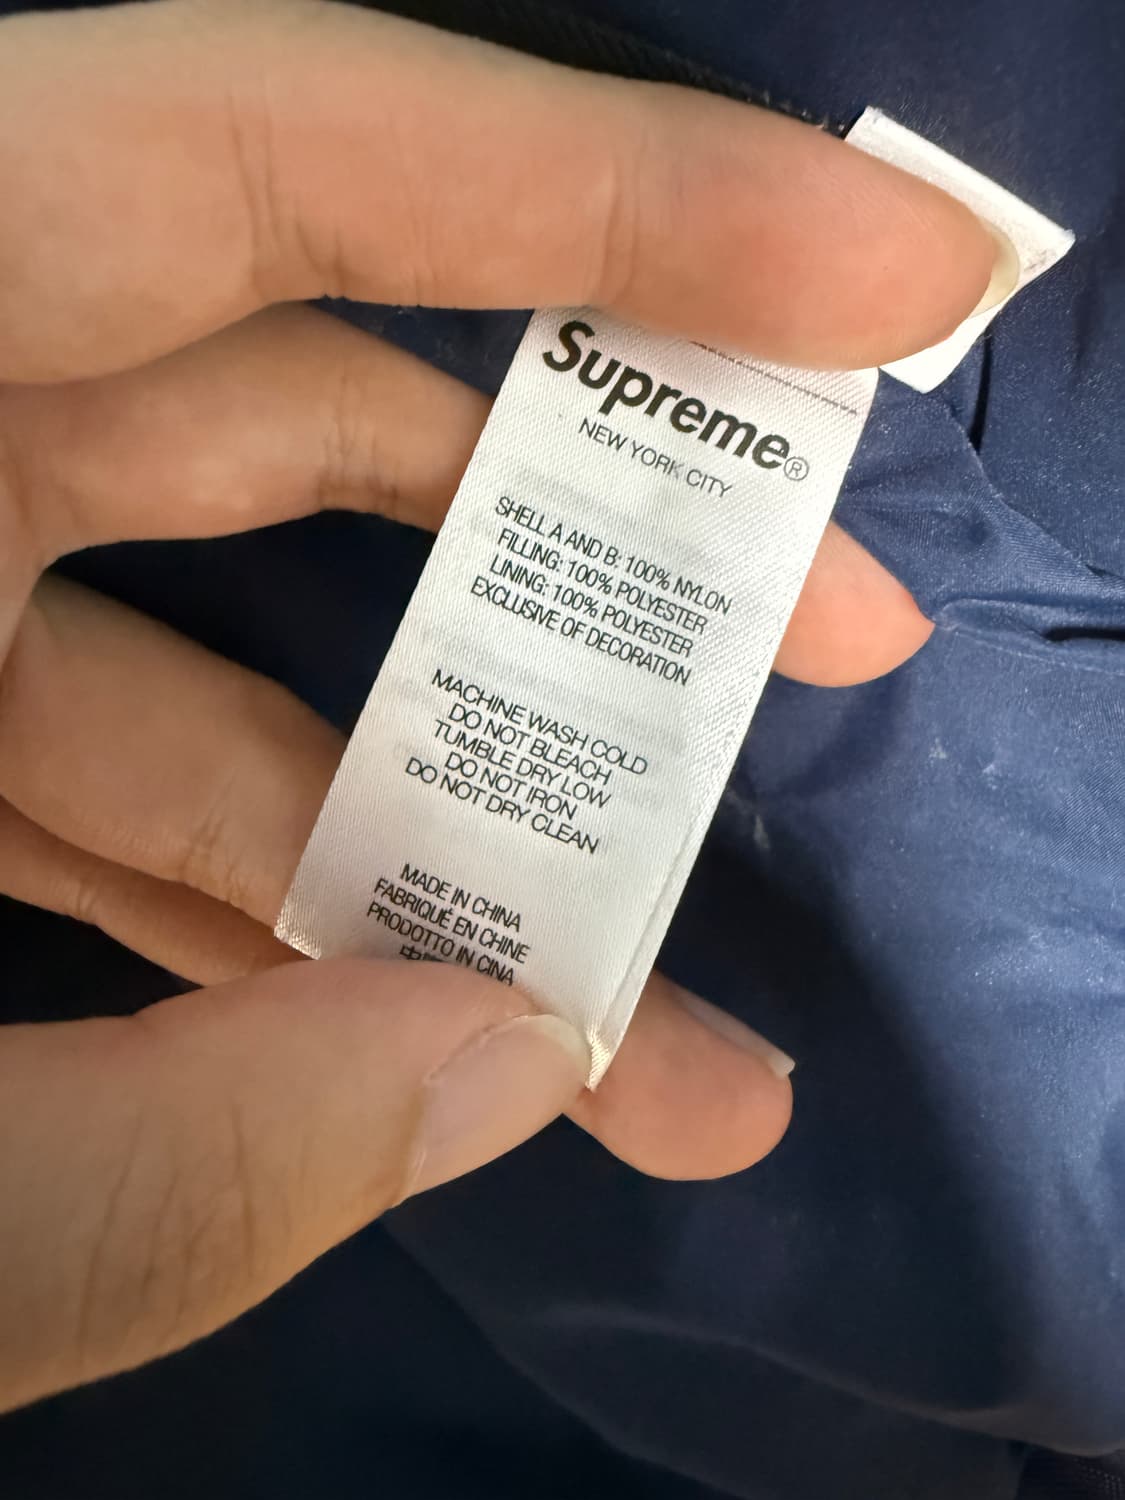 Supreme®
NEW YORK CITY
SHELL A AND B: 100% NYLON
FILLING: 100% POLYESTER
LINING: 100% POLYESTER
EXCLUSIVE OF DECORATION
MACHINE WASH COLD
DO NOT BLEACH
TUMBLE DRY LOW
DO NOT IRON
DO NOT DRY CLEAN
MADE IN CHINA
FABRIQUÉ EN CHINE
PRODOTTO IN CINA